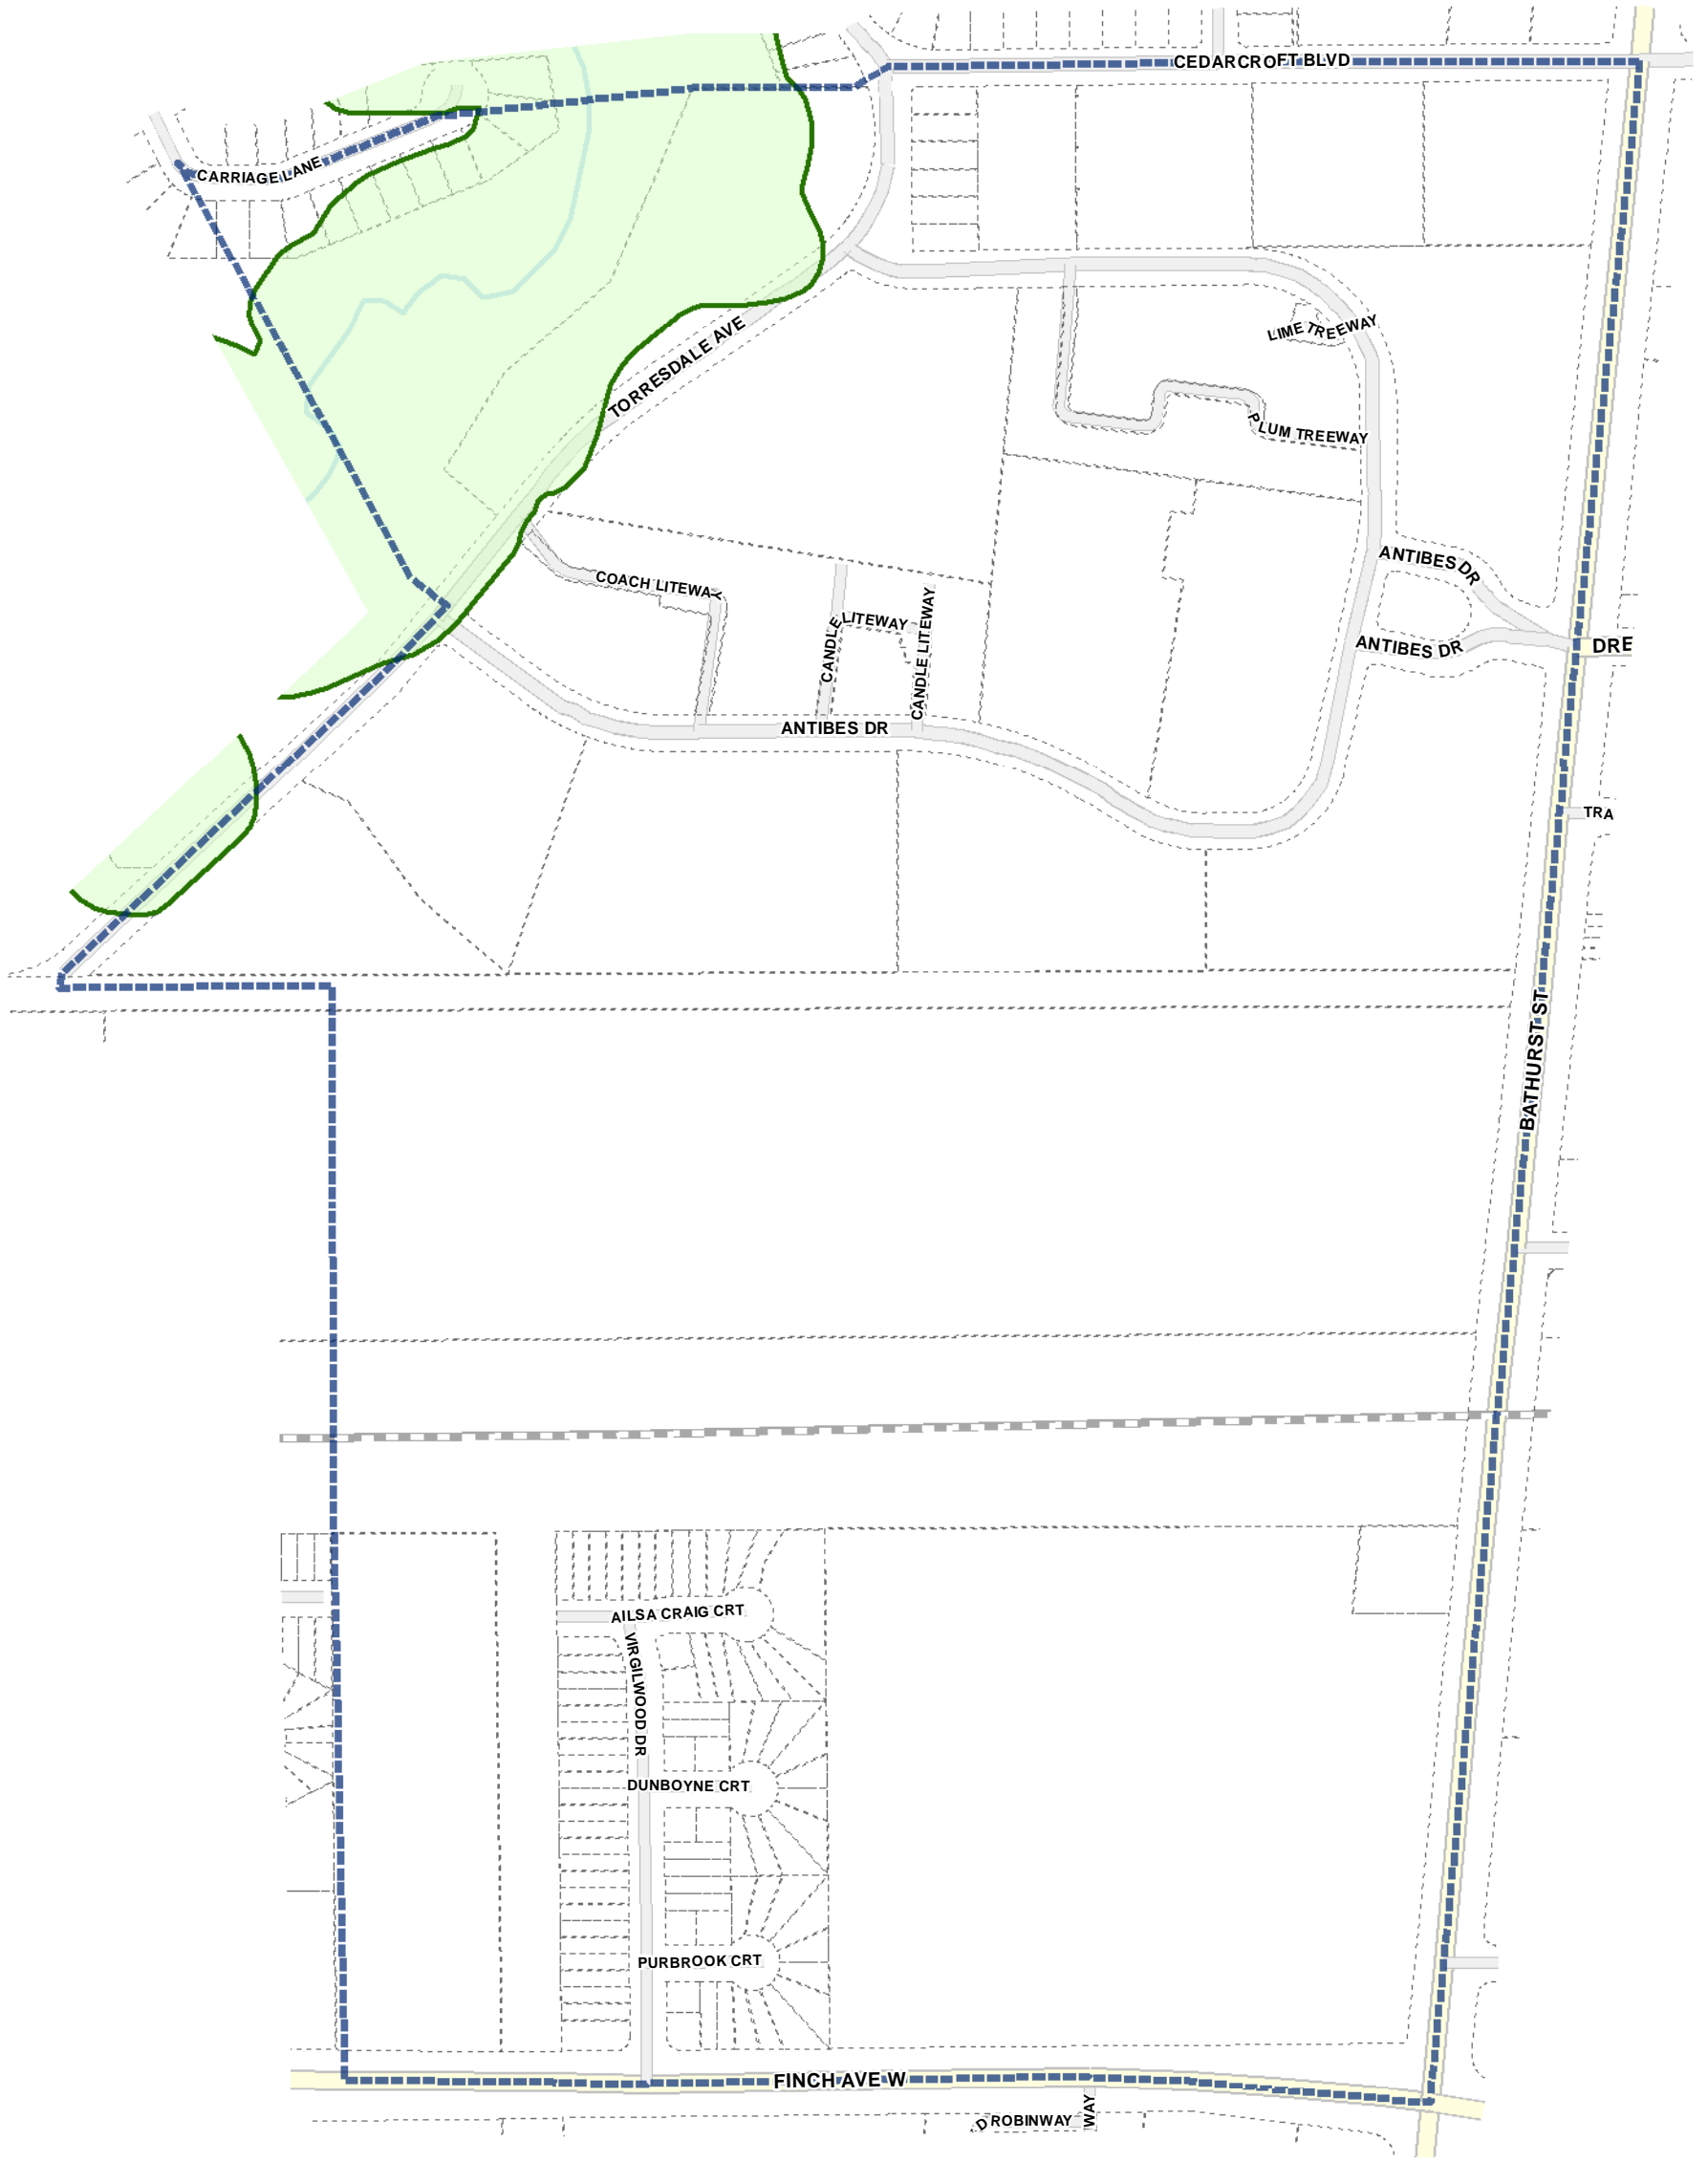 CEDARCROFT BLVD
CARRIAGE LANE
LIME TREEWAY
TORRESDALE AVE
PLUM TREEWAY
ANTIBES DR
COACH LITEWAY
CANDLE LITEWAY
CANDLE LITEWAY
ANTIBES DR
DRE
ANTIBES DR
TRA
BATHURST ST
AILSA CRAIG CRT
VIRGILWOOD DR
DUNBOYNE CRT
PURBROOK CRT
FINCH AVE W
D ROBINWAY
WAY